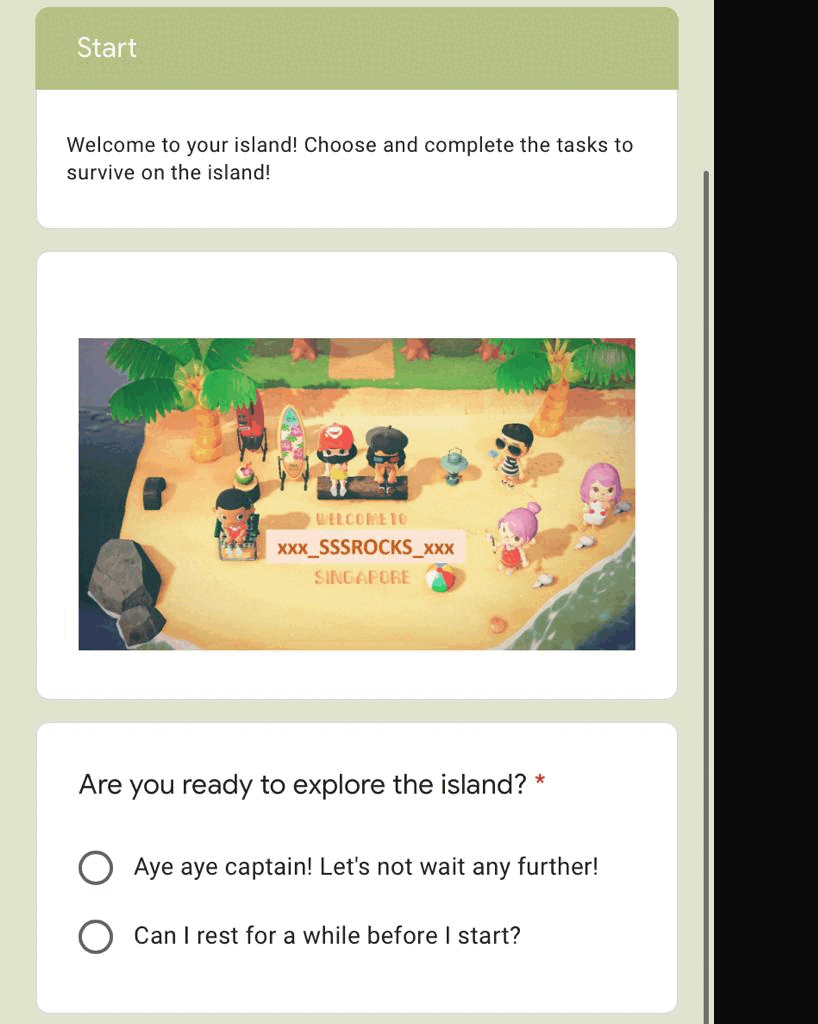 Start
Welcome to your island! Choose and complete the tasks to
survive on the island!
WELCOME TO
xxx_SSSROCKS_xxx
SINGAPORE
Are you ready to explore the island? *
Aye aye captain! Let's not wait any further!
Can I rest for a while before I start?